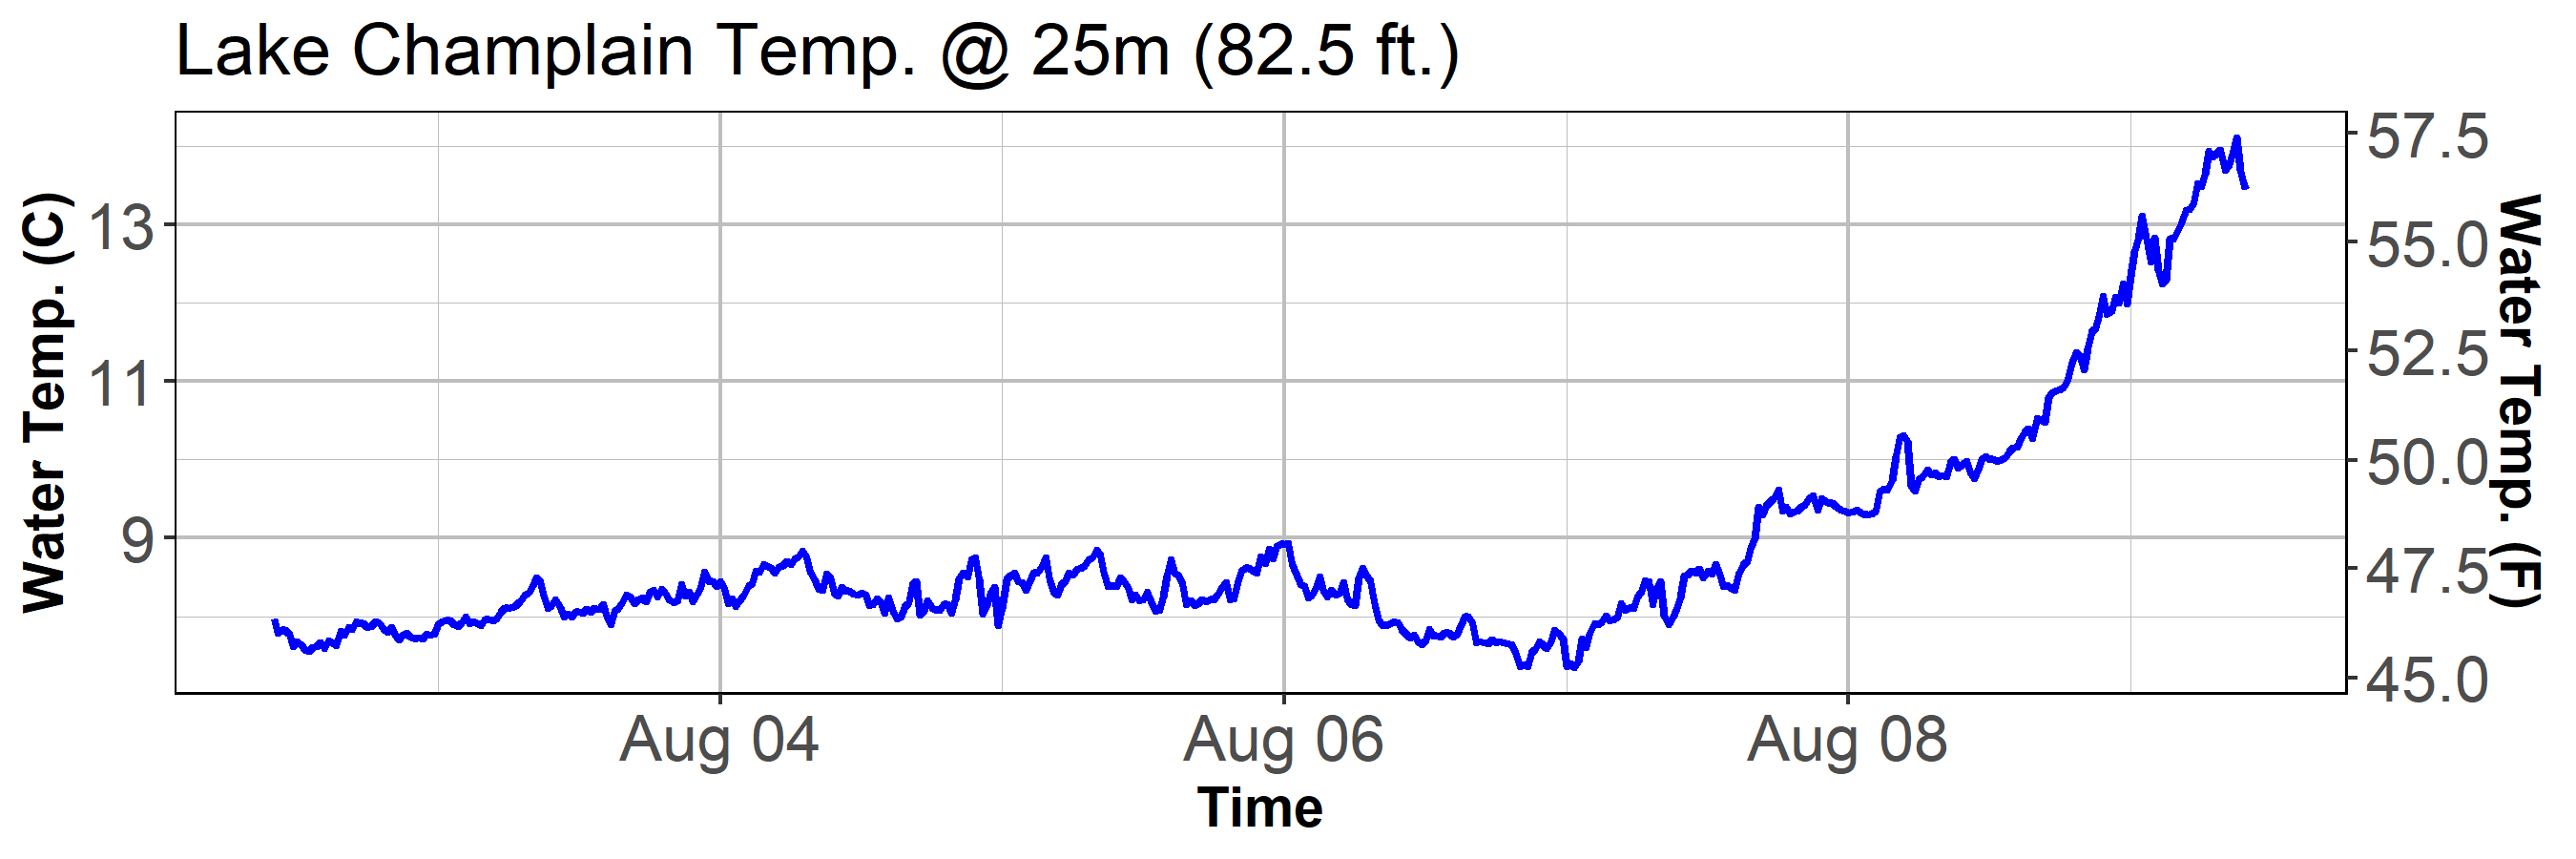 Lake Champlain Temp. @ 25m (82.5 ft.)
Water Temp. (C)
13
11
9
57.5
55.0
52.5
50.0
47.5
45.0
Water Temp. (F)
Aug 04
Aug 06
Aug 08
Time